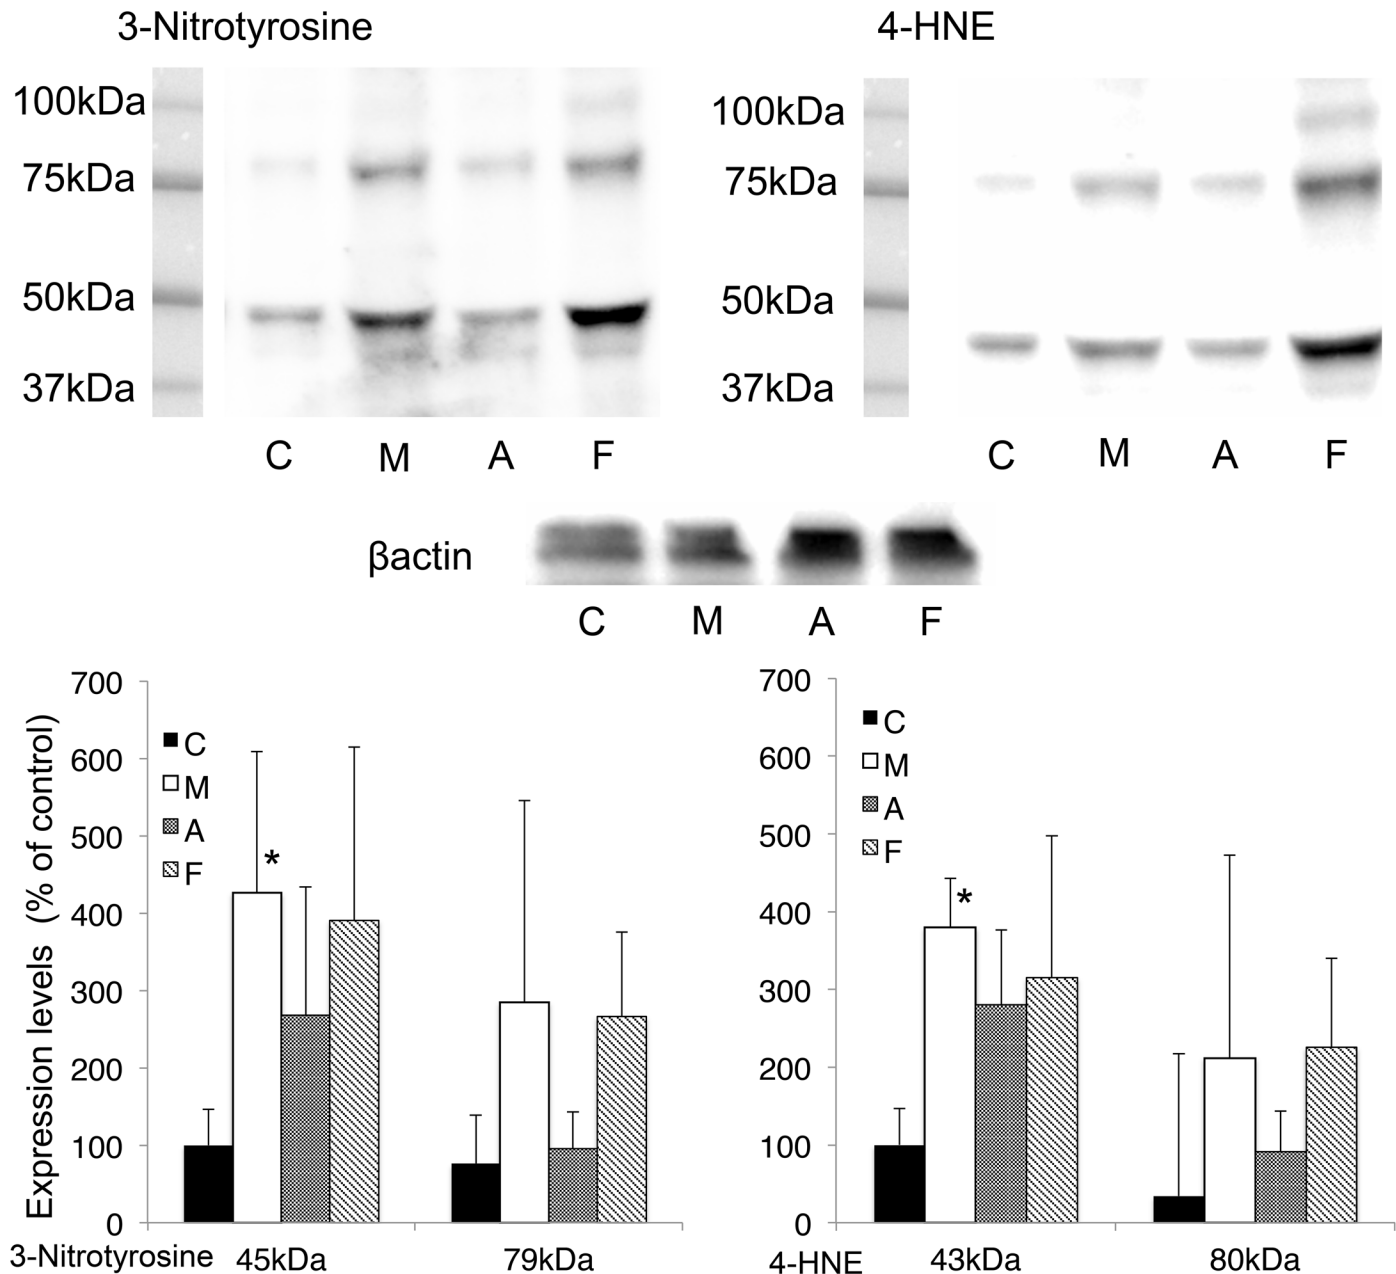 3-Nitrotyrosine
100kDa
75kDa
50kDa
37kDa
C M A F
4-HNE
100kDa
75kDa
50kDa
37kDa
C M A F
βactin
C M A F
Expression levels (% of control)
700
600
500
400
300
200
100
0
C
M
A
F
*
3-Nitrotyrosine 45kDa 79kDa
700
600
500
400
300
200
100
0
C
M
A
F
*
4-HNE 43kDa 80kDa